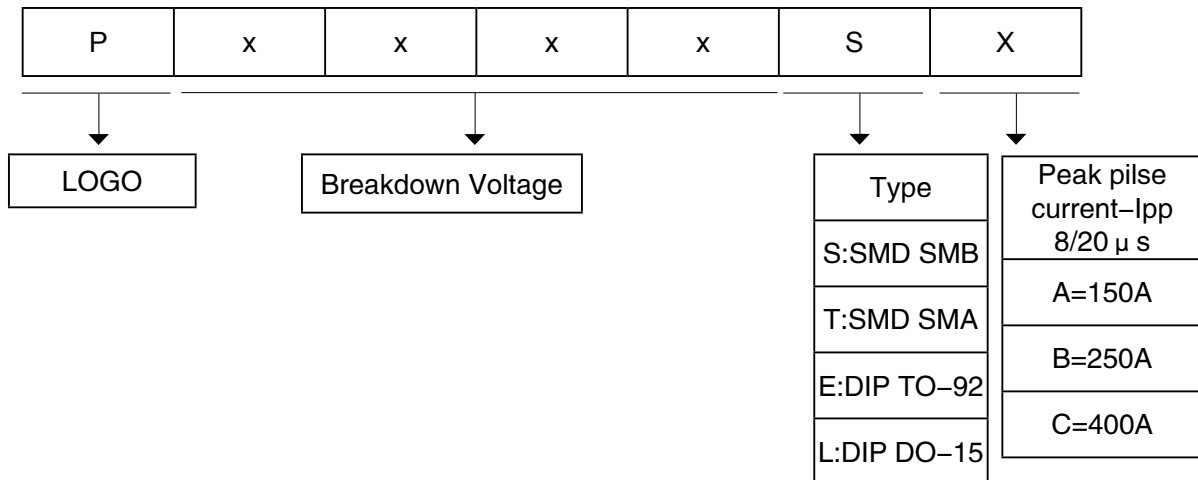 P x x x x S X
LOGO
Breakdown Voltage
Type
S:SMD SMB
T:SMD SMA
E:DIP TO–92
L:DIP DO–15
Peak pilse
current–Ipp
8/20 μ s
A=150A
B=250A
C=400A